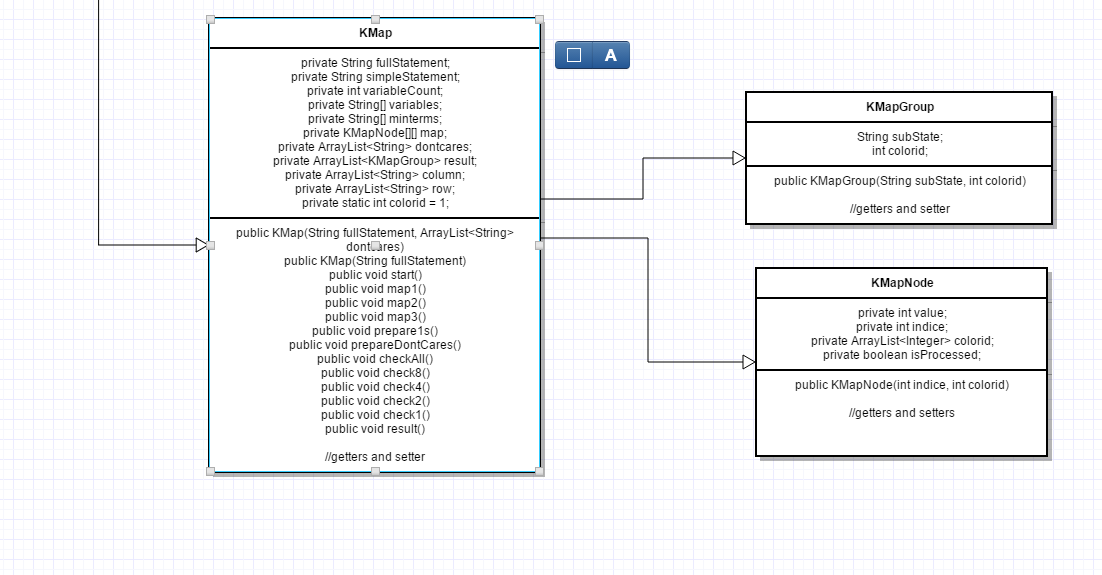 KMap
private String fullStatement;
private String simpleStatement;
private int variableCount;
private String[] variables;
private String[] minterms;
private KMapNode[][] map;
private ArrayList<String> dontcares;
private ArrayList<KMapGroup> result;
private ArrayList<String> column;
private ArrayList<String> row;
private static int colorid = 1;
public KMap(String fullStatement, ArrayList<String>
dontcares)
public KMap(String fullStatement)
public void start()
public void map1()
public void map2()
public void map3()
public void prepare1s()
public void prepareDontCares()
public void checkAll()
public void check8()
public void check4()
public void check2()
public void check1()
public void result()
//getters and setter
A
KMapGroup
String subState;
int colorid;
public KMapGroup(String subState, int colorid)
//getters and setter
KMapNode
private int value;
private int indice;
private ArrayList<Integer> colorid;
private boolean isProcessed;
public KMapNode(int indice, int colorid)
//getters and setters